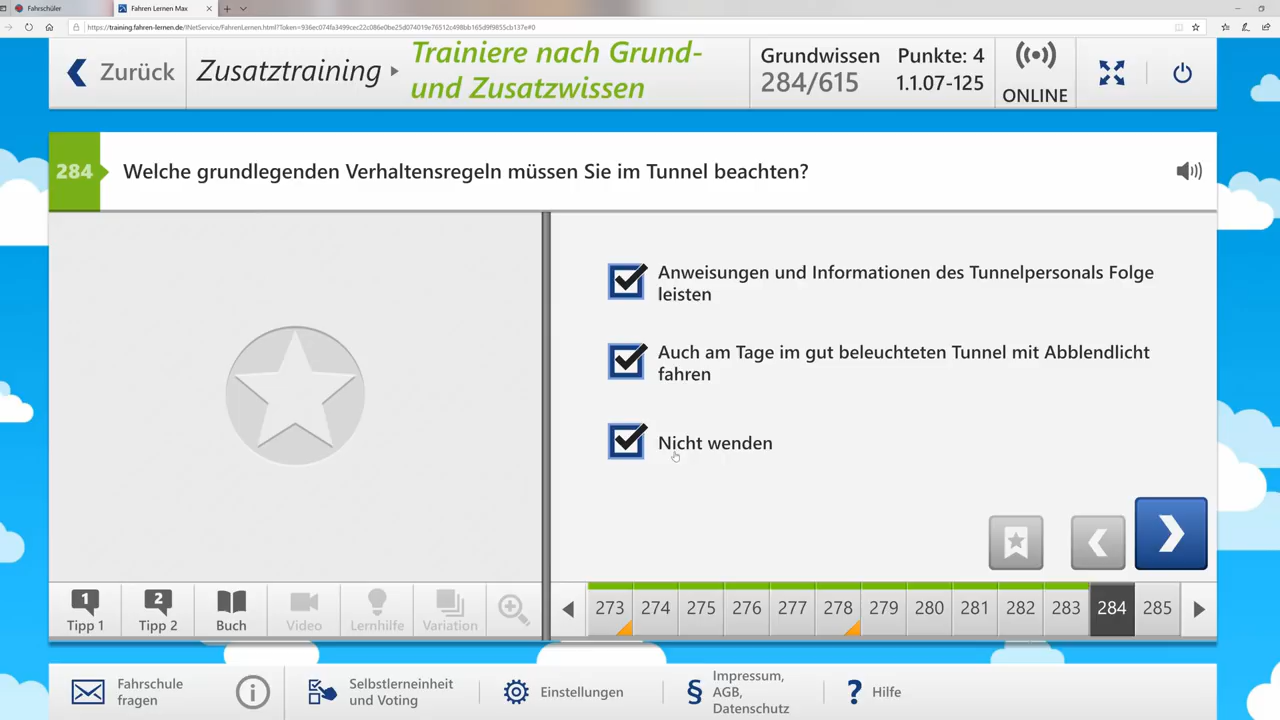 Fahrschüler
Fahren Lernen Max
Zurück
Zusatztraining
Trainiere nach Grund-
und Zusatzwissen
Grundwissen
284/615
Punkte: 4
1.1.07-125
ONLINE
284
Welche grundlegenden Verhaltensregeln müssen Sie im Tunnel beachten?
Anweisungen und Informationen des Tunnelpersonals Folge
leisten
Auch am Tage im gut beleuchteten Tunnel mit Abblendlicht
fahren
Nicht wenden
1
Tipp 1
2
Tipp 2
Buch
Video
Lernhilfe
Variation
273 274 275 276 277 278 279 280 281 282 283 284 285
Fahrschule
fragen
Selbstlerneinheit
und Voting
Einstellungen
§
Impressum,
AGB,
Datenschutz
?
Hilfe